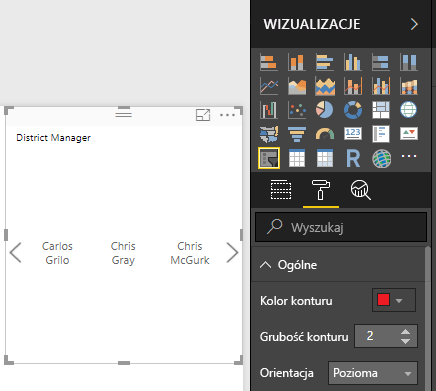 WIZUALIZACJE
District Manager
123
R
Carlos
Grilo
Chris
Gray
Chris
McGurk
Wyszukaj
Ogólne
Kolor konturu
Grubość konturu
2
Orientacja
Pozioma